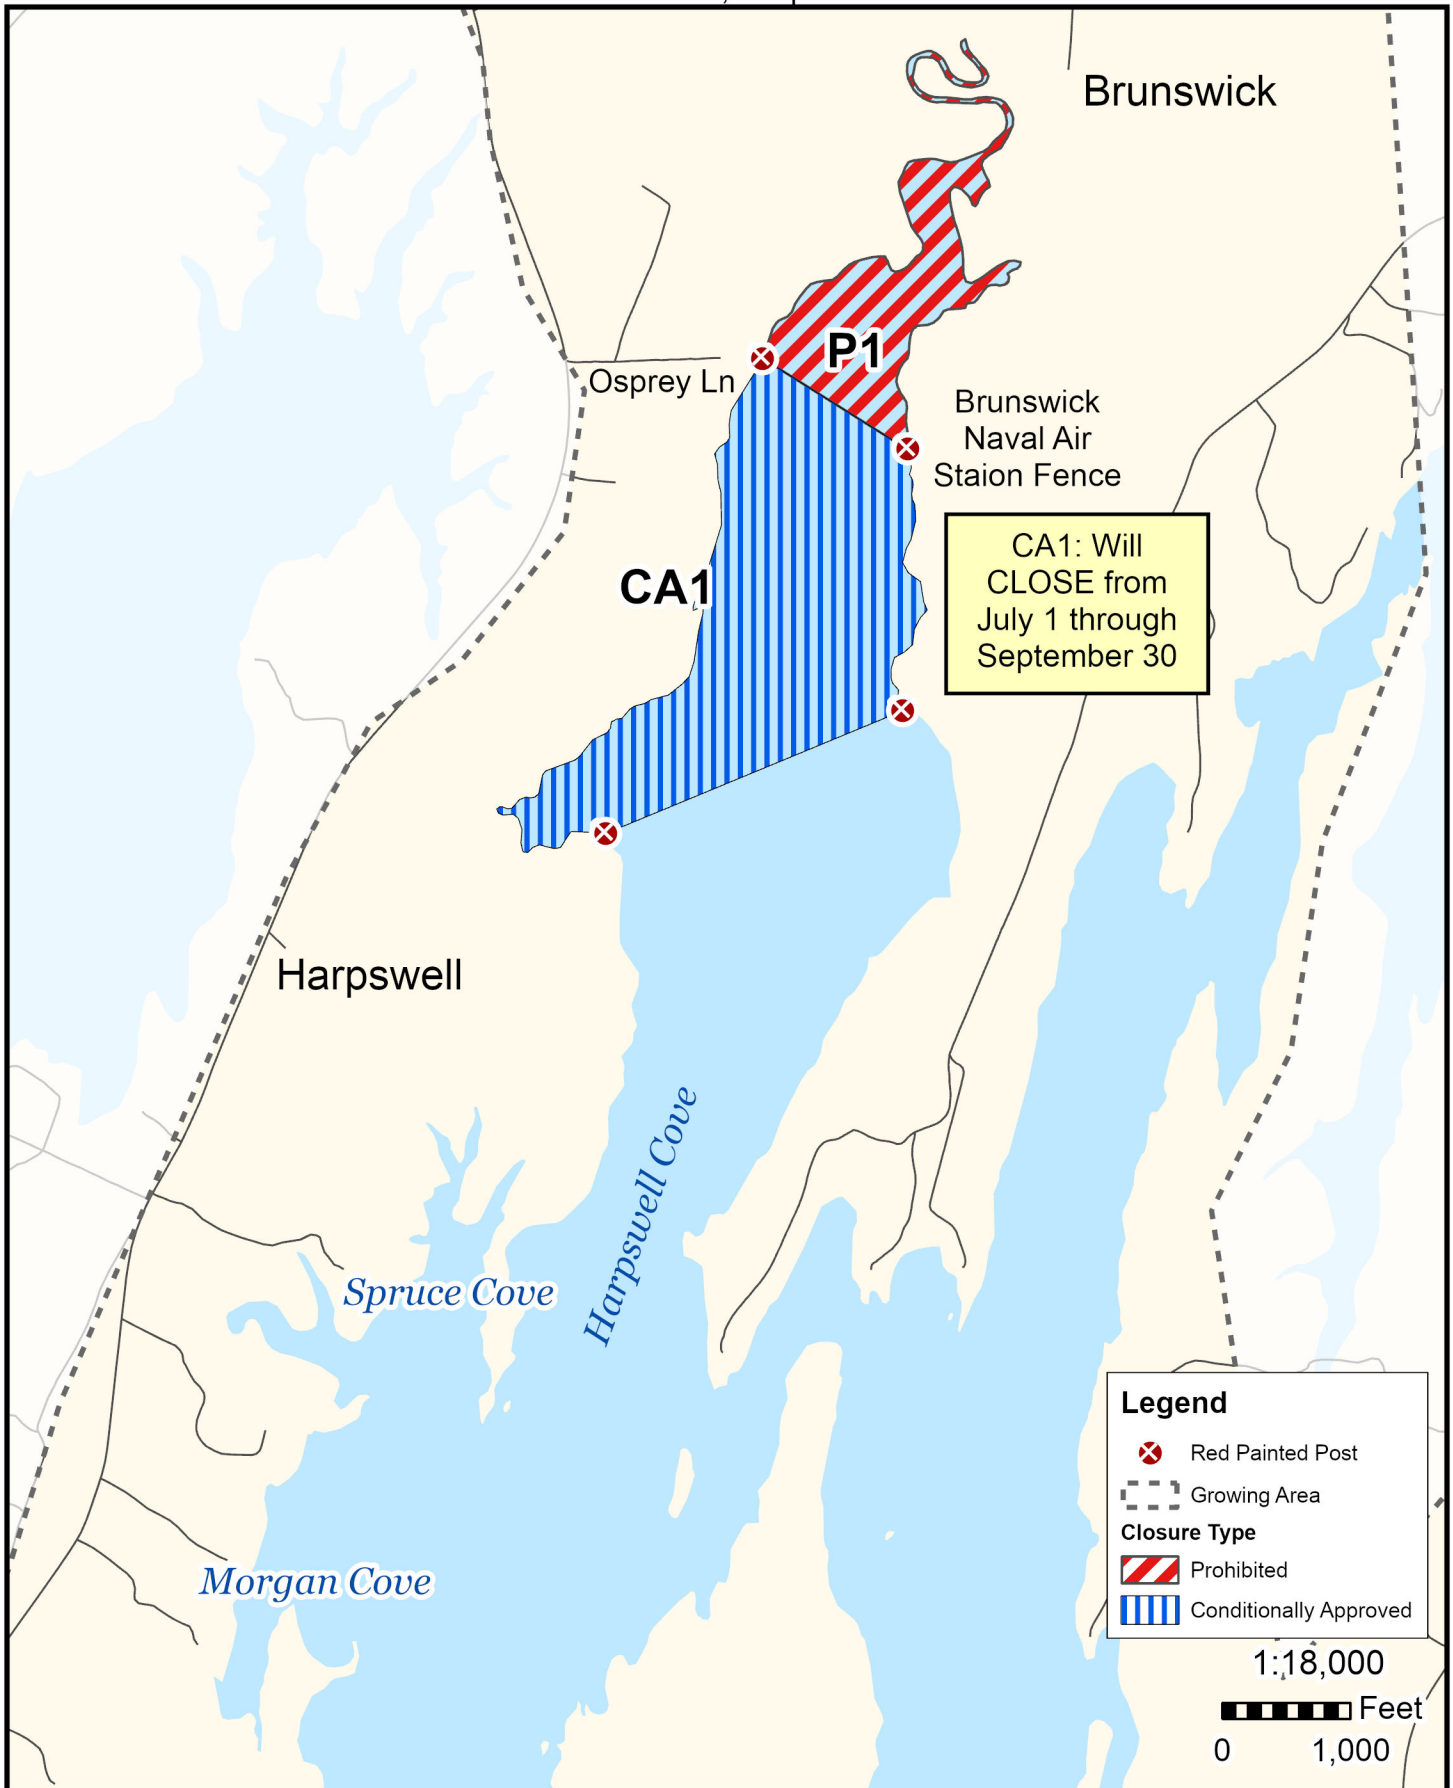 Brunswick
P1
Osprey Ln
Brunswick
Naval Air
Staion Fence
CA1: Will
CLOSE from
July 1 through
September 30
CA1
Harpswell
Harpswell Cove
Spruce Cove
Morgan Cove
Legend
Red Painted Post
Growing Area
Closure Type
Prohibited
Conditionally Approved
1:18,000
Feet
0 1,000